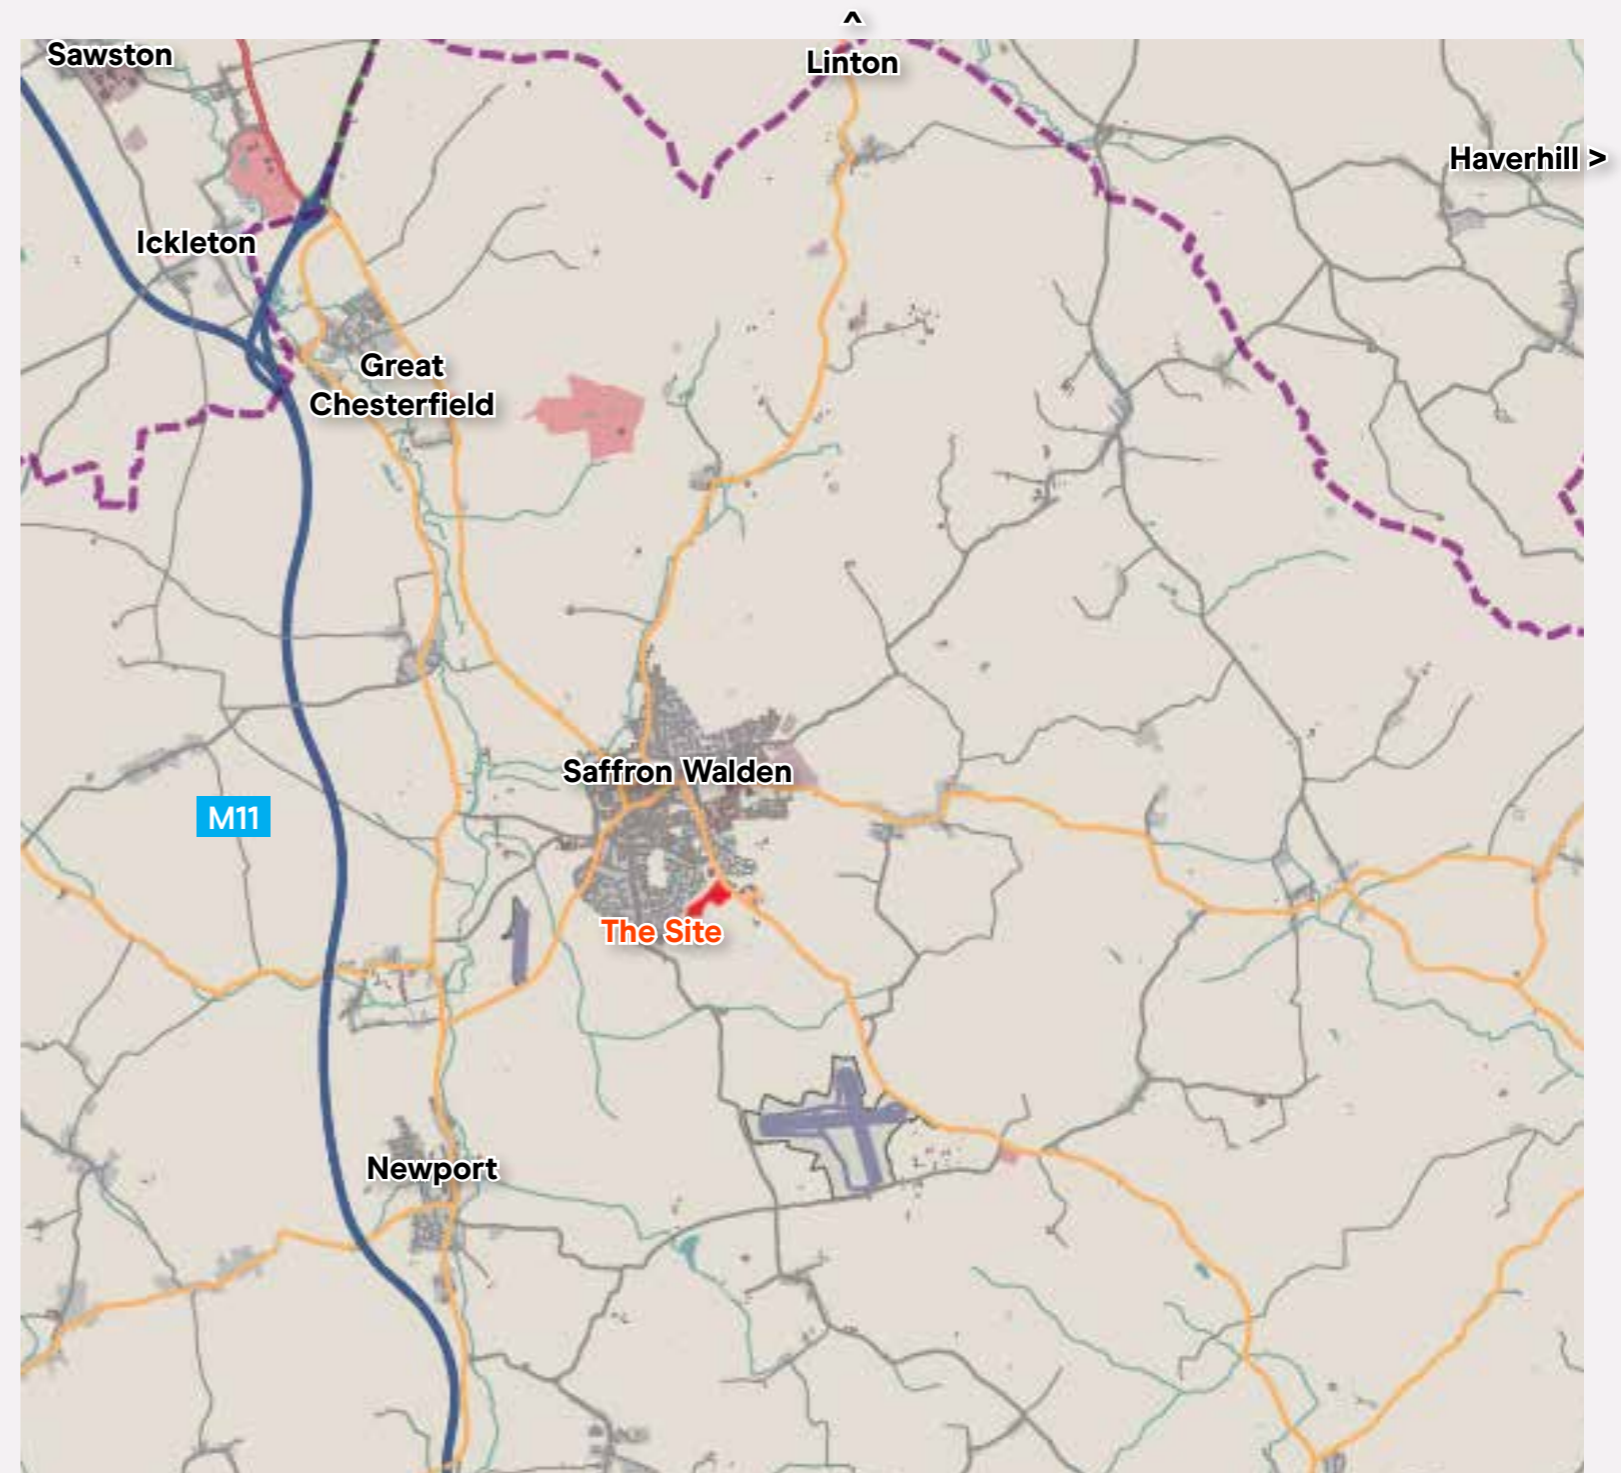 ^
Sawston
Linton
Haverhill >
Ickleton
Great
Chesterfield
Saffron Walden
M11
The Site
Newport